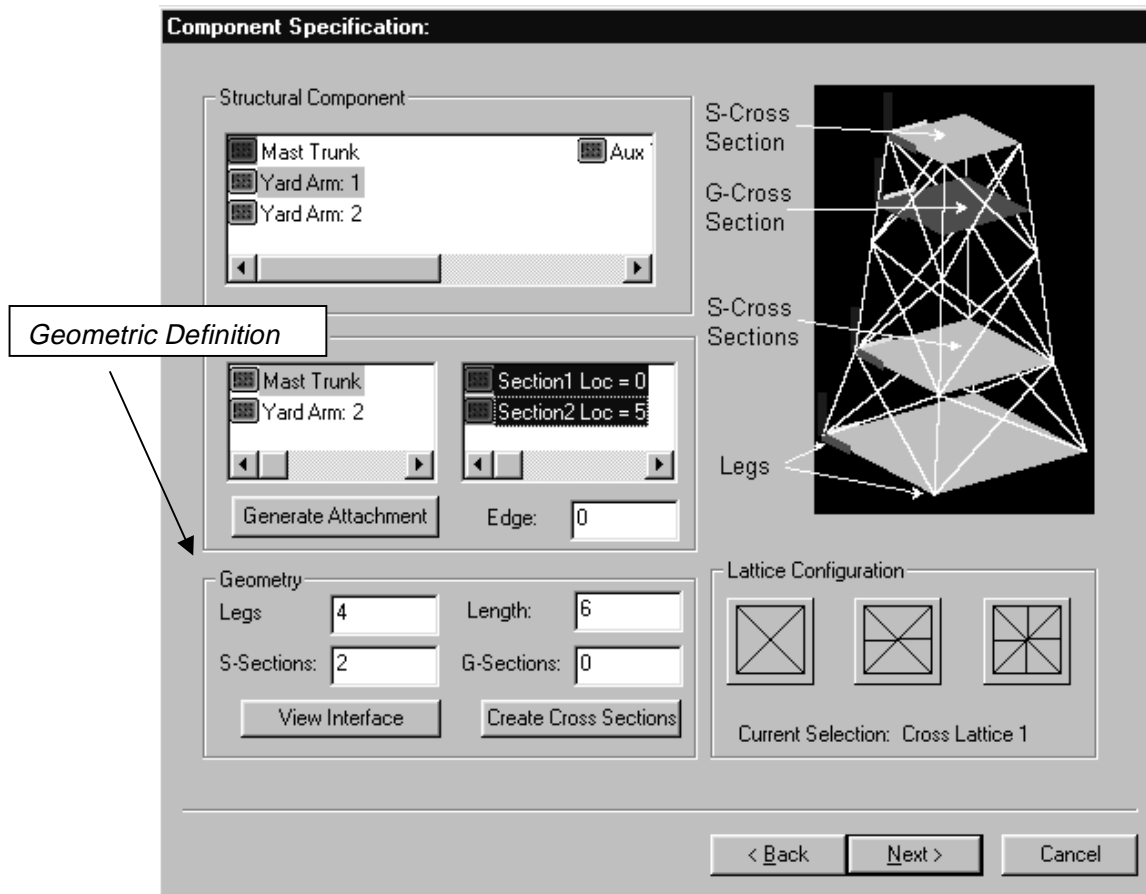 Component Specification:
Structural Component
Mast Trunk
Aux
Yard Arm: 1
Yard Arm: 2
Geometric Definition
Mast Trunk
Yard Arm: 2
Section1 Loc = 0
Section2 Loc = 5
Generate Attachment
Edge: 0
Geometry
Legs 4
Length: 6
S-Sections: 2
G-Sections: 0
View Interface
Create Cross Sections
S-Cross
Section
G-Cross
Section
S-Cross
Sections
Legs
Lattice Configuration
Current Selection: Cross Lattice 1
< Back
Next >
Cancel